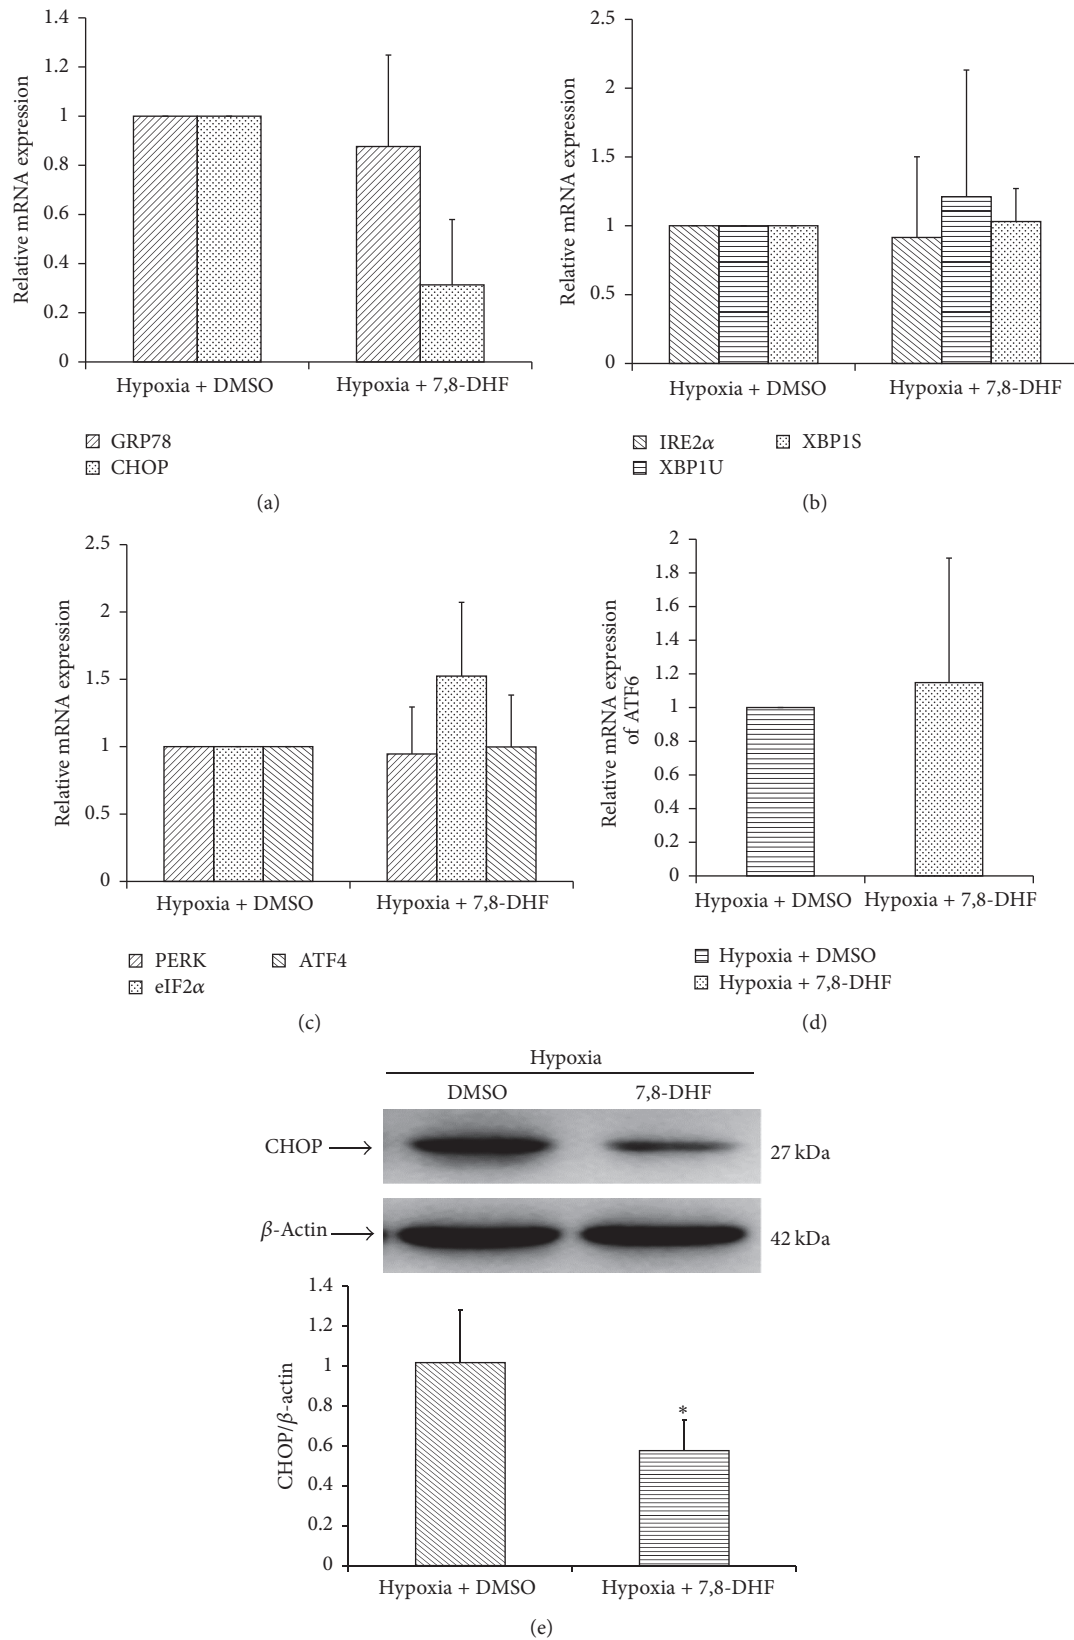 1.4
1.2
1
0.8
0.6
0.4
0.2
0
Relative mRNA expression
Hypoxia + DMSO
Hypoxia + 7,8-DHF
GRP78
CHOP
(a)
2.5
2
1.5
1
0.5
0
Relative mRNA expression
Hypoxia + DMSO
Hypoxia + 7,8-DHF
IRE2α
XBP1S
XBP1U
(b)
2.5
2
1.5
1
0.5
0
Relative mRNA expression
Hypoxia + DMSO
Hypoxia + 7,8-DHF
PERK
ATF4
eIF2α
(c)
2
1.8
1.6
1.4
1.2
1
0.8
0.6
0.4
0.2
0
Relative mRNA expression
of ATF6
Hypoxia + DMSO
Hypoxia + 7,8-DHF
Hypoxia + DMSO
Hypoxia + 7,8-DHF
(d)
Hypoxia
DMSO
7,8-DHF
CHOP
27 kDa
β-Actin
42 kDa
1.4
1.2
1
0.8
0.6
0.4
0.2
0
CHOP/β-actin
*
Hypoxia + DMSO
Hypoxia + 7,8-DHF
(e)